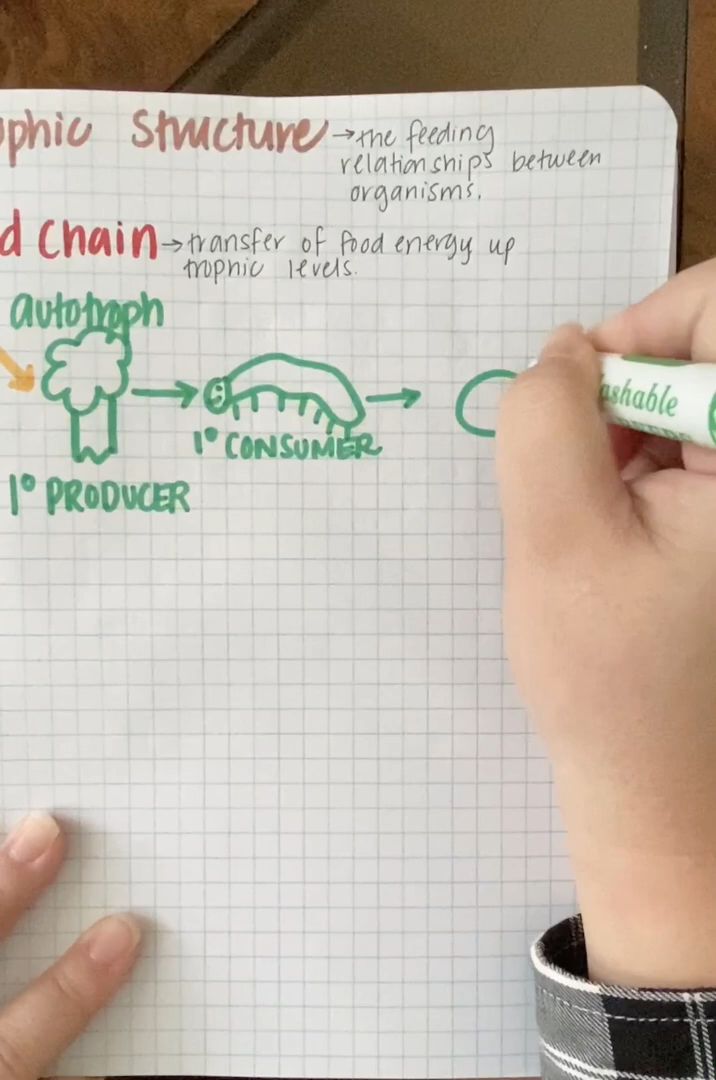 phic Structure → the feeding
relationships between
organisms.
d Chain → transfer of food energy up
trophic levels.
autotroph
1° CONSUMER
1° PRODUCER
ashable